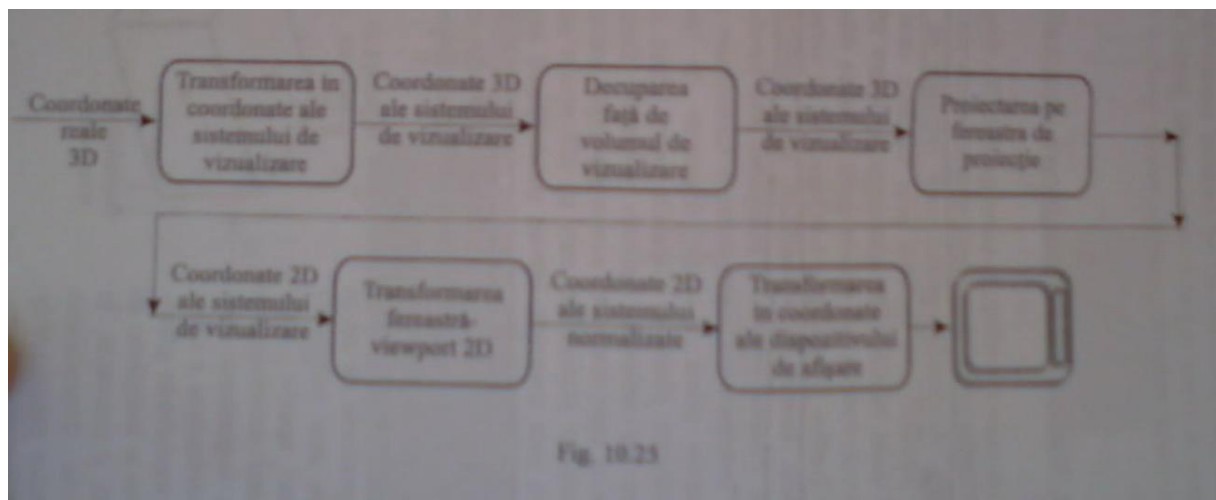 Coordonate
reale
3D
Transformarea in
coordonate ale
sistemului de
vizualizare
Coordonate 3D
ale sistemului
de vizualizare
Decuparea
față de
volumul de
vizualizare
Coordonate 3D
ale sistemului
de vizualizare
Proiectarea pe
fereastra de
proiecție
Coordonate 2D
ale sistemului
de vizualizare
Transformarea
fereastră-
viewport 2D
Coordonate 2D
ale sistemului
normalizate
Transformarea
in coordonate
ale dispozitivului
de afișare
Fig. 10.23